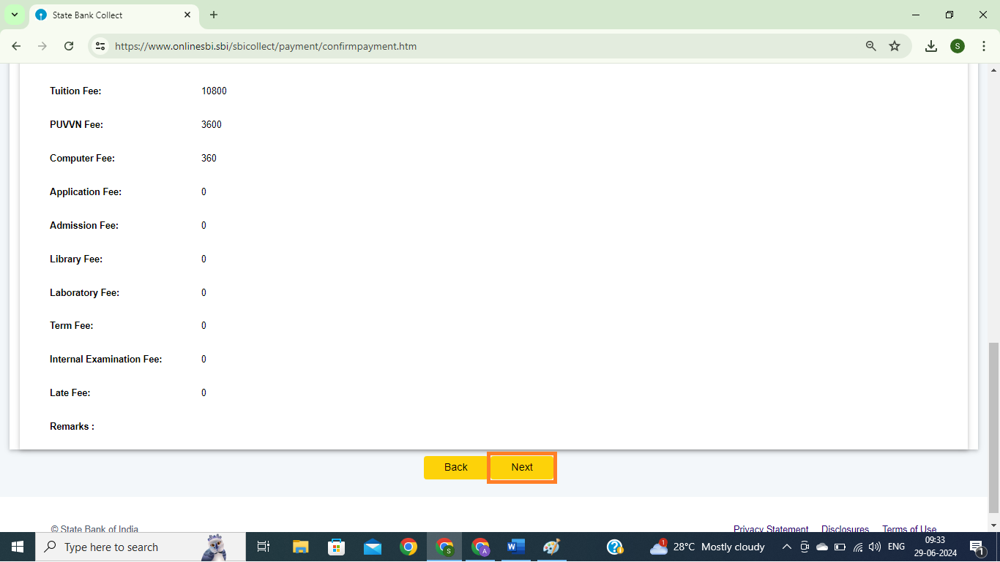 State Bank Collect
https://www.onlinesbi.sbi/sbicollect/payment/confirmpayment.htm
S
Tuition Fee: 10800
PUVVN Fee: 3600
Computer Fee: 360
Application Fee: 0
Admission Fee: 0
Library Fee: 0
Laboratory Fee: 0
Term Fee: 0
Internal Examination Fee: 0
Late Fee: 0
Remarks :
Back Next
© State Bank of India Privacy Statement Disclosures Terms of Use
Type here to search S A W 1 28°C Mostly cloudy ENG 09:33
29-06-2024 1